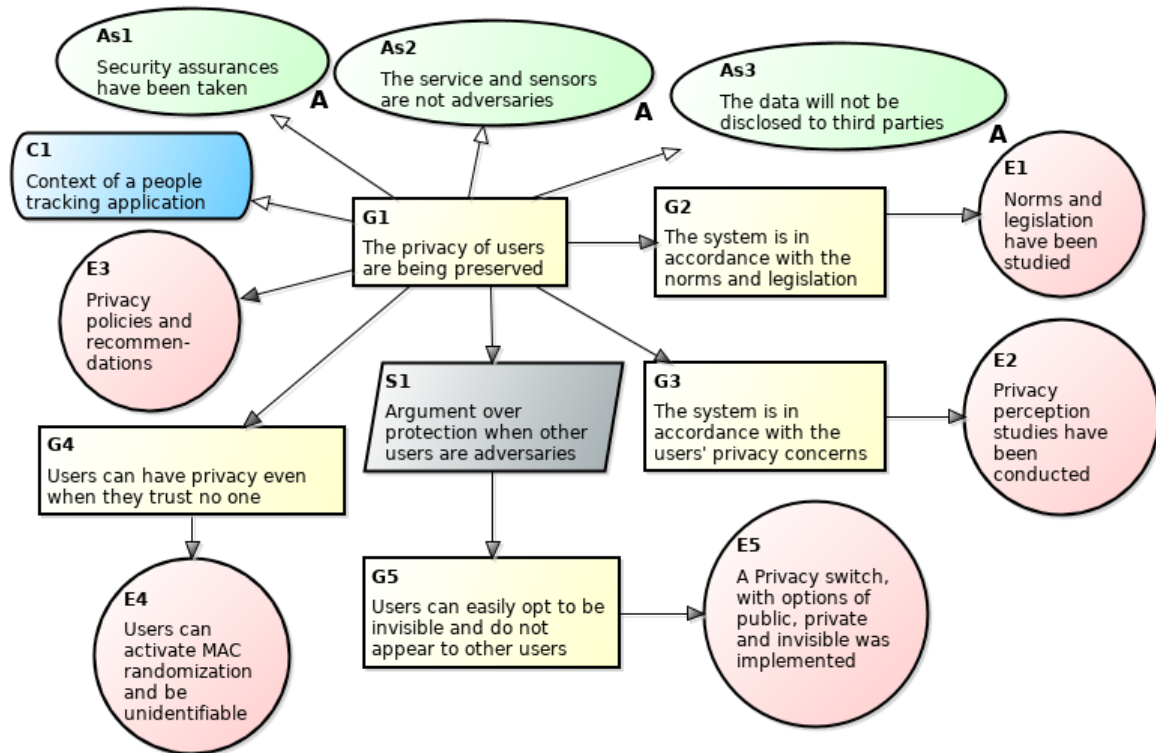 As1
Security assurances
have been taken
A
As2
The service and sensors
are not adversaries
A
As3
The data will not be
disclosed to third parties
A
C1
Context of a people
tracking application
G1
The privacy of users
are being preserved
G2
The system is in
accordance with the
norms and legislation
E1
Norms and
legislation
have been
studied
E3
Privacy
policies and
recommen-
dations
S1
Argument over
protection when other
users are adversaries
G3
The system is in
accordance with the
users' privacy concerns
E2
Privacy
perception
studies have
been
conducted
G4
Users can have privacy even
when they trust no one
E4
Users can
activate MAC
randomization
and be
unidentifiable
G5
Users can easily opt to be
invisible and do not
appear to other users
E5
A Privacy switch,
with options of
public, private
and invisible was
implemented